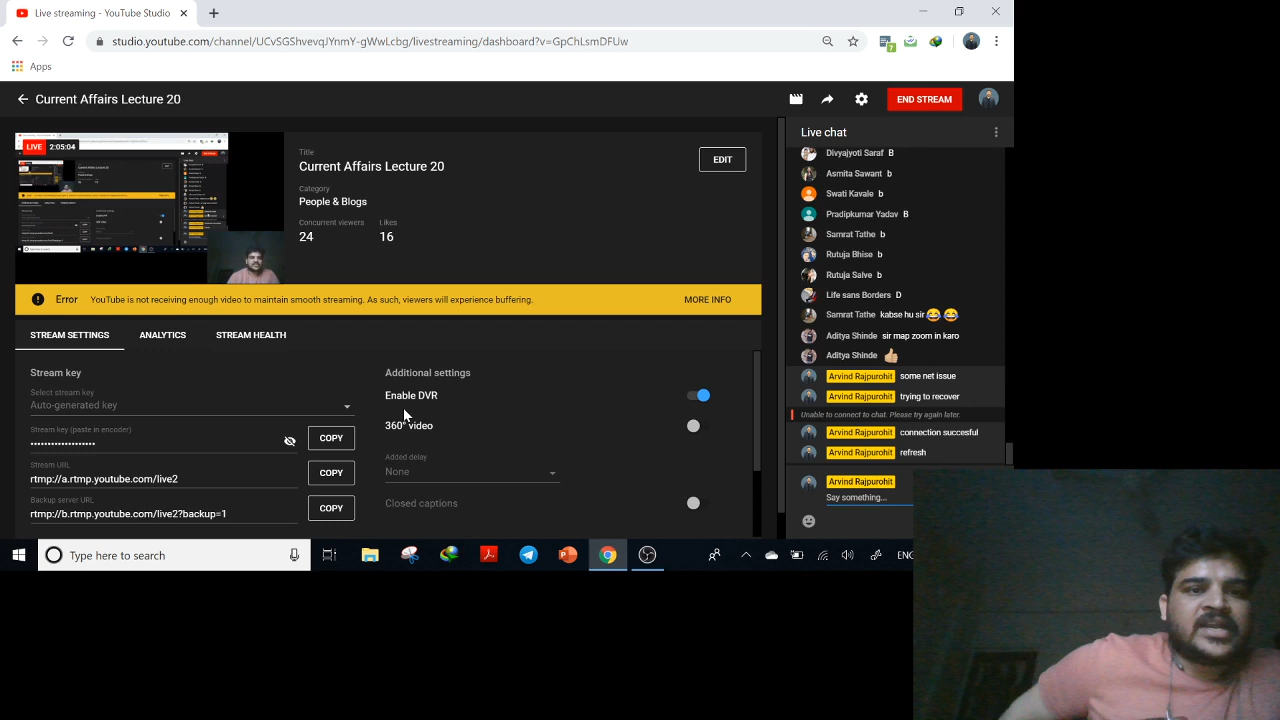 Live streaming - YouTube Studio
studio.youtube.com/channel/UCvSGShvevqJYnmY-gWwLcbg/livestreaming/dashboard?v=GpChLsmDFUw
7
Apps
Current Affairs Lecture 20
END STREAM
LIVE 2:05:04
Title
Current Affairs Lecture 20
EDIT
Category
People & Blogs
Concurrent viewers Likes
24 16
Error YouTube is not receiving enough video to maintain smooth streaming. As such, viewers will experience buffering. MORE INFO
STREAM SETTINGS ANALYTICS STREAM HEALTH
Stream key
Select stream key
Auto-generated key
Stream key (paste in encoder)
•••••••••••••••••••
COPY
Stream URL
rtmp://a.rtmp.youtube.com/live2
COPY
Backup server URL
rtmp://b.rtmp.youtube.com/live2?backup=1
COPY
Additional settings
Enable DVR
360° video
Added delay
None
Closed captions
Live chat
Divyajyoti Saraf B
Asmita Sawant b
Swati Kavale b
Pradipkumar Yadav B
Samrat Tathe b
Rutuja Bhise b
Rutuja Salve b
Life sans Borders D
Samrat Tathe kabse hu sir😂😂
Aditya Shinde sir map zoom in karo
Aditya Shinde 👍
Arvind Rajpurohit some net issue
Arvind Rajpurohit trying to recover
Unable to connect to chat. Please try again later.
Arvind Rajpurohit connection succesful
Arvind Rajpurohit refresh
Arvind Rajpurohit
Say something...
Type here to search
ENG